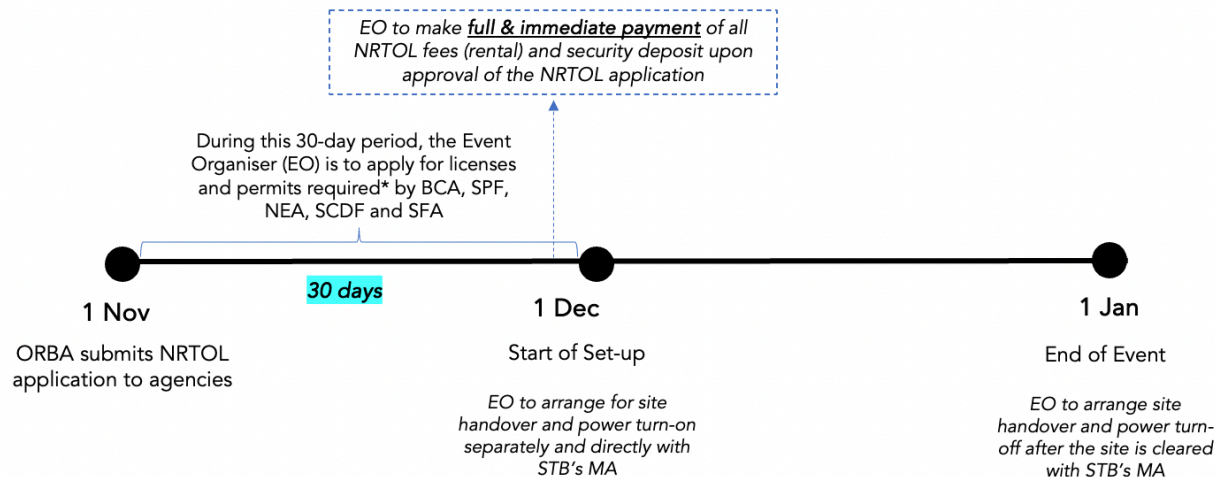 EO to make full & immediate payment of all
NRTOL fees (rental) and security deposit upon
approval of the NRTOL application
During this 30-day period, the Event
Organiser (EO) is to apply for licenses
and permits required* by BCA, SPF,
NEA, SCDF and SFA
30 days
1 Nov
ORBA submits NRTOL
application to agencies
1 Dec
Start of Set-up
EO to arrange for site
handover and power turn-on
separately and directly with
STB's MA
1 Jan
End of Event
EO to arrange site
handover and power turn-
off after the site is cleared
with STB's MA